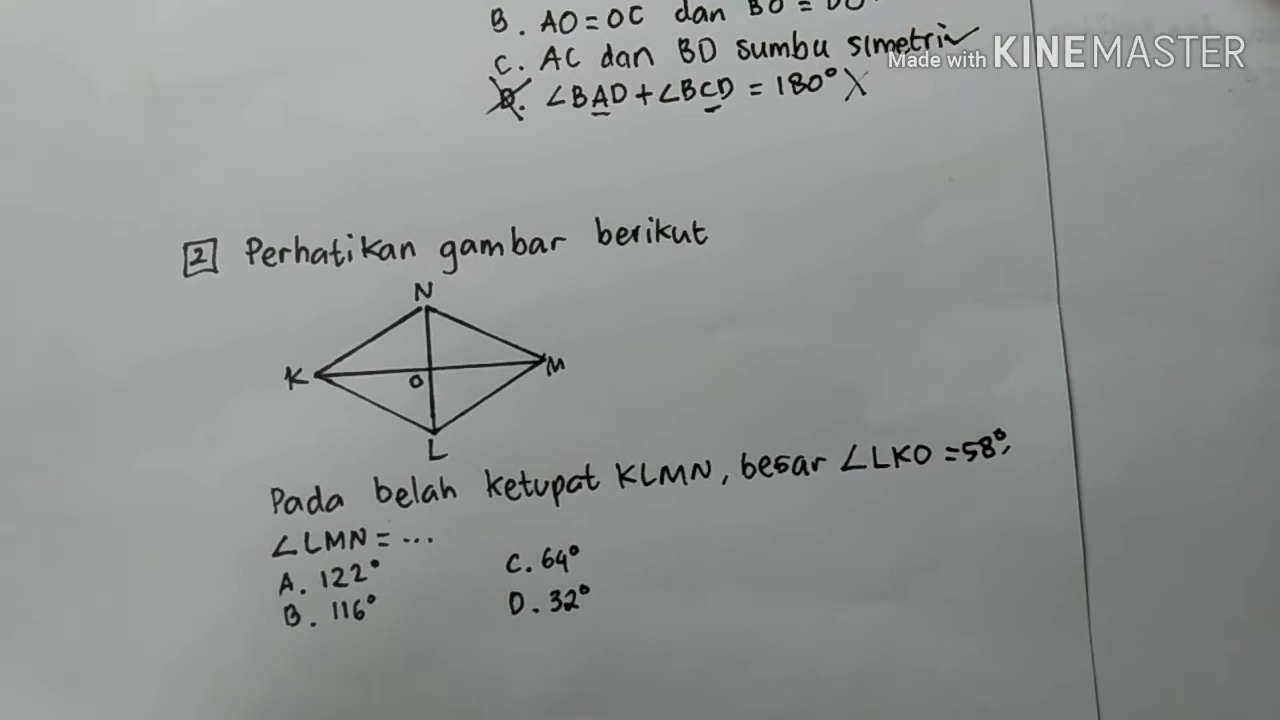 B. AO = OC dan BO = DO
C. AC dan BD sumbu simetri
Made with KINEMASTER
D. ∠BAD + ∠BCD = 180° X
2 Perhatikan gambar berikut
N
K
O
M
L
Pada belah ketupat KLMN, besar ∠LKO = 58°,
∠LMN = ...
A. 122°
C. 64°
B. 116°
D. 32°